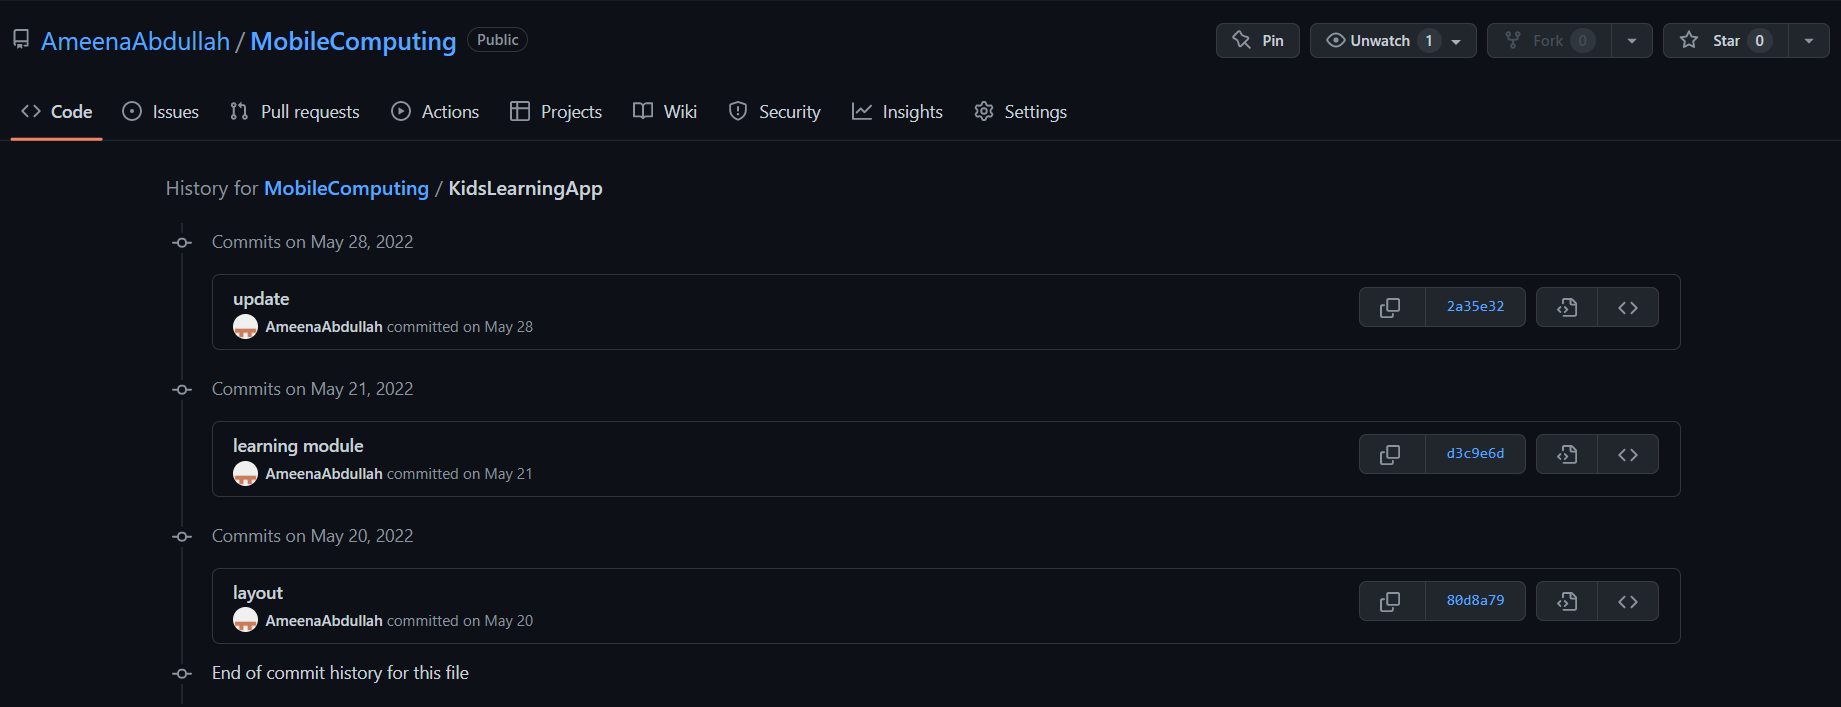 AmeenaAbdullah / MobileComputing Public Pin Unwatch 1 Fork 0 Star 0
Code Issues Pull requests Actions Projects Wiki Security Insights Settings
History for MobileComputing / KidsLearningApp
Commits on May 28, 2022
update
2a35e32
AmeenaAbdullah committed on May 28
Commits on May 21, 2022
learning module
d3c9e6d
AmeenaAbdullah committed on May 21
Commits on May 20, 2022
layout
80d8a79
AmeenaAbdullah committed on May 20
End of commit history for this file